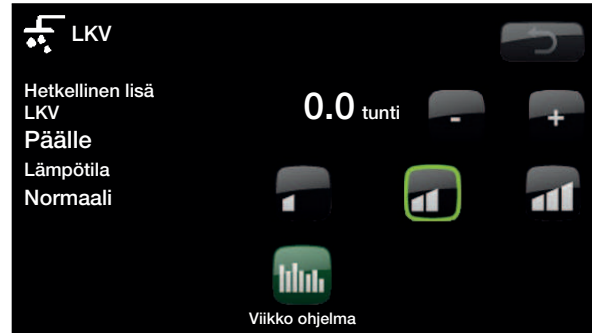 LKV
Hetkellinen lisä
LKV
0.0 tunti
- +
Päälle
Lämpötila
Normaali
Viikko ohjelma